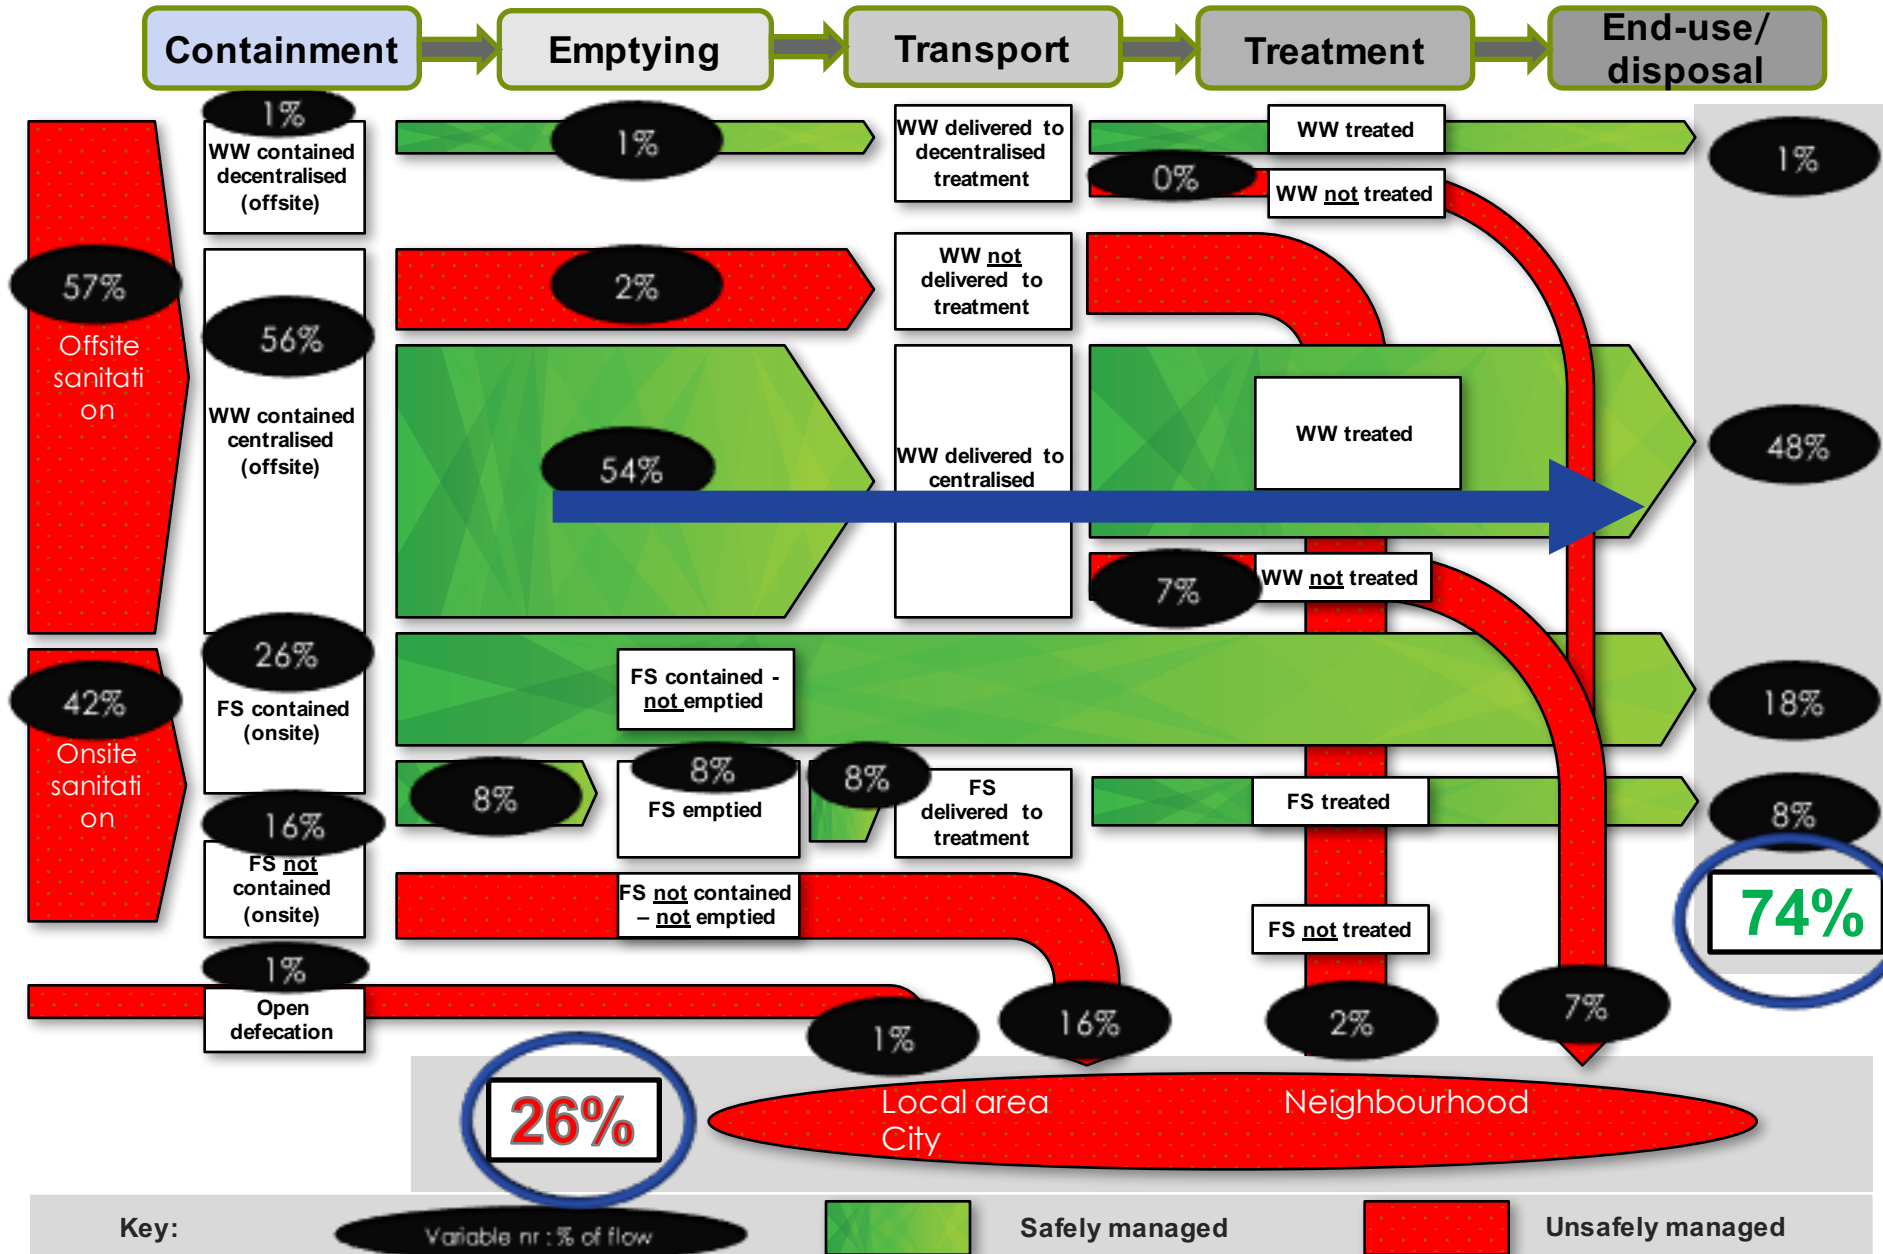 Containment
Emptying
Transport
Treatment
End-use/
disposal
1%
WW contained
decentralised
(offsite)
1%
WW delivered to
decentralised
treatment
WW treated
0%
WW not treated
1%
57%
Offsite
sanitati
on
56%
WW contained
centralised
(offsite)
2%
WW not
delivered to
treatment
54%
WW delivered to
centralised
WW treated
48%
7%
WW not treated
42%
Onsite
sanitati
on
26%
FS contained
(onsite)
FS contained -
not emptied
18%
8%
8%
FS emptied
8%
FS
delivered to
treatment
FS treated
8%
16%
FS not
contained
(onsite)
FS not contained
– not emptied
FS not treated
74%
1%
Open
defecation
1%
16%
2%
7%
26%
Local area
City
Neighbourhood
Key:
Variable nr : % of flow
Safely managed
Unsafely managed